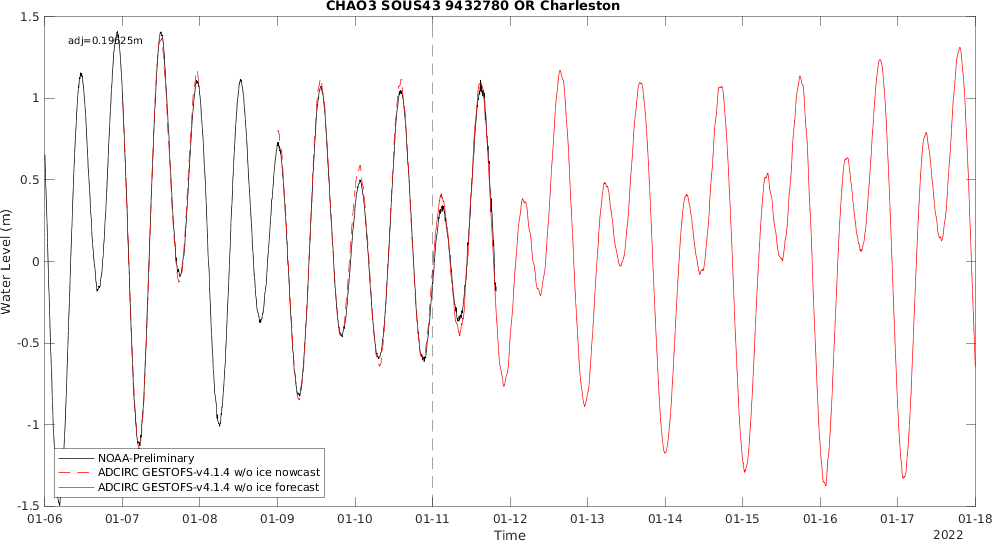 CHAO3 SOUS43 9432780 OR Charleston
adj=0.19625m
1.5
1
0.5
0
-0.5
-1
-1.5
Water Level (m)
NOAA-Preliminary
ADCIRC GESTOFS-v4.1.4 w/o ice nowcast
ADCIRC GESTOFS-v4.1.4 w/o ice forecast
01-06 01-07 01-08 01-09 01-10 01-11 01-12 01-13 01-14 01-15 01-16 01-17 01-18
Time
2022